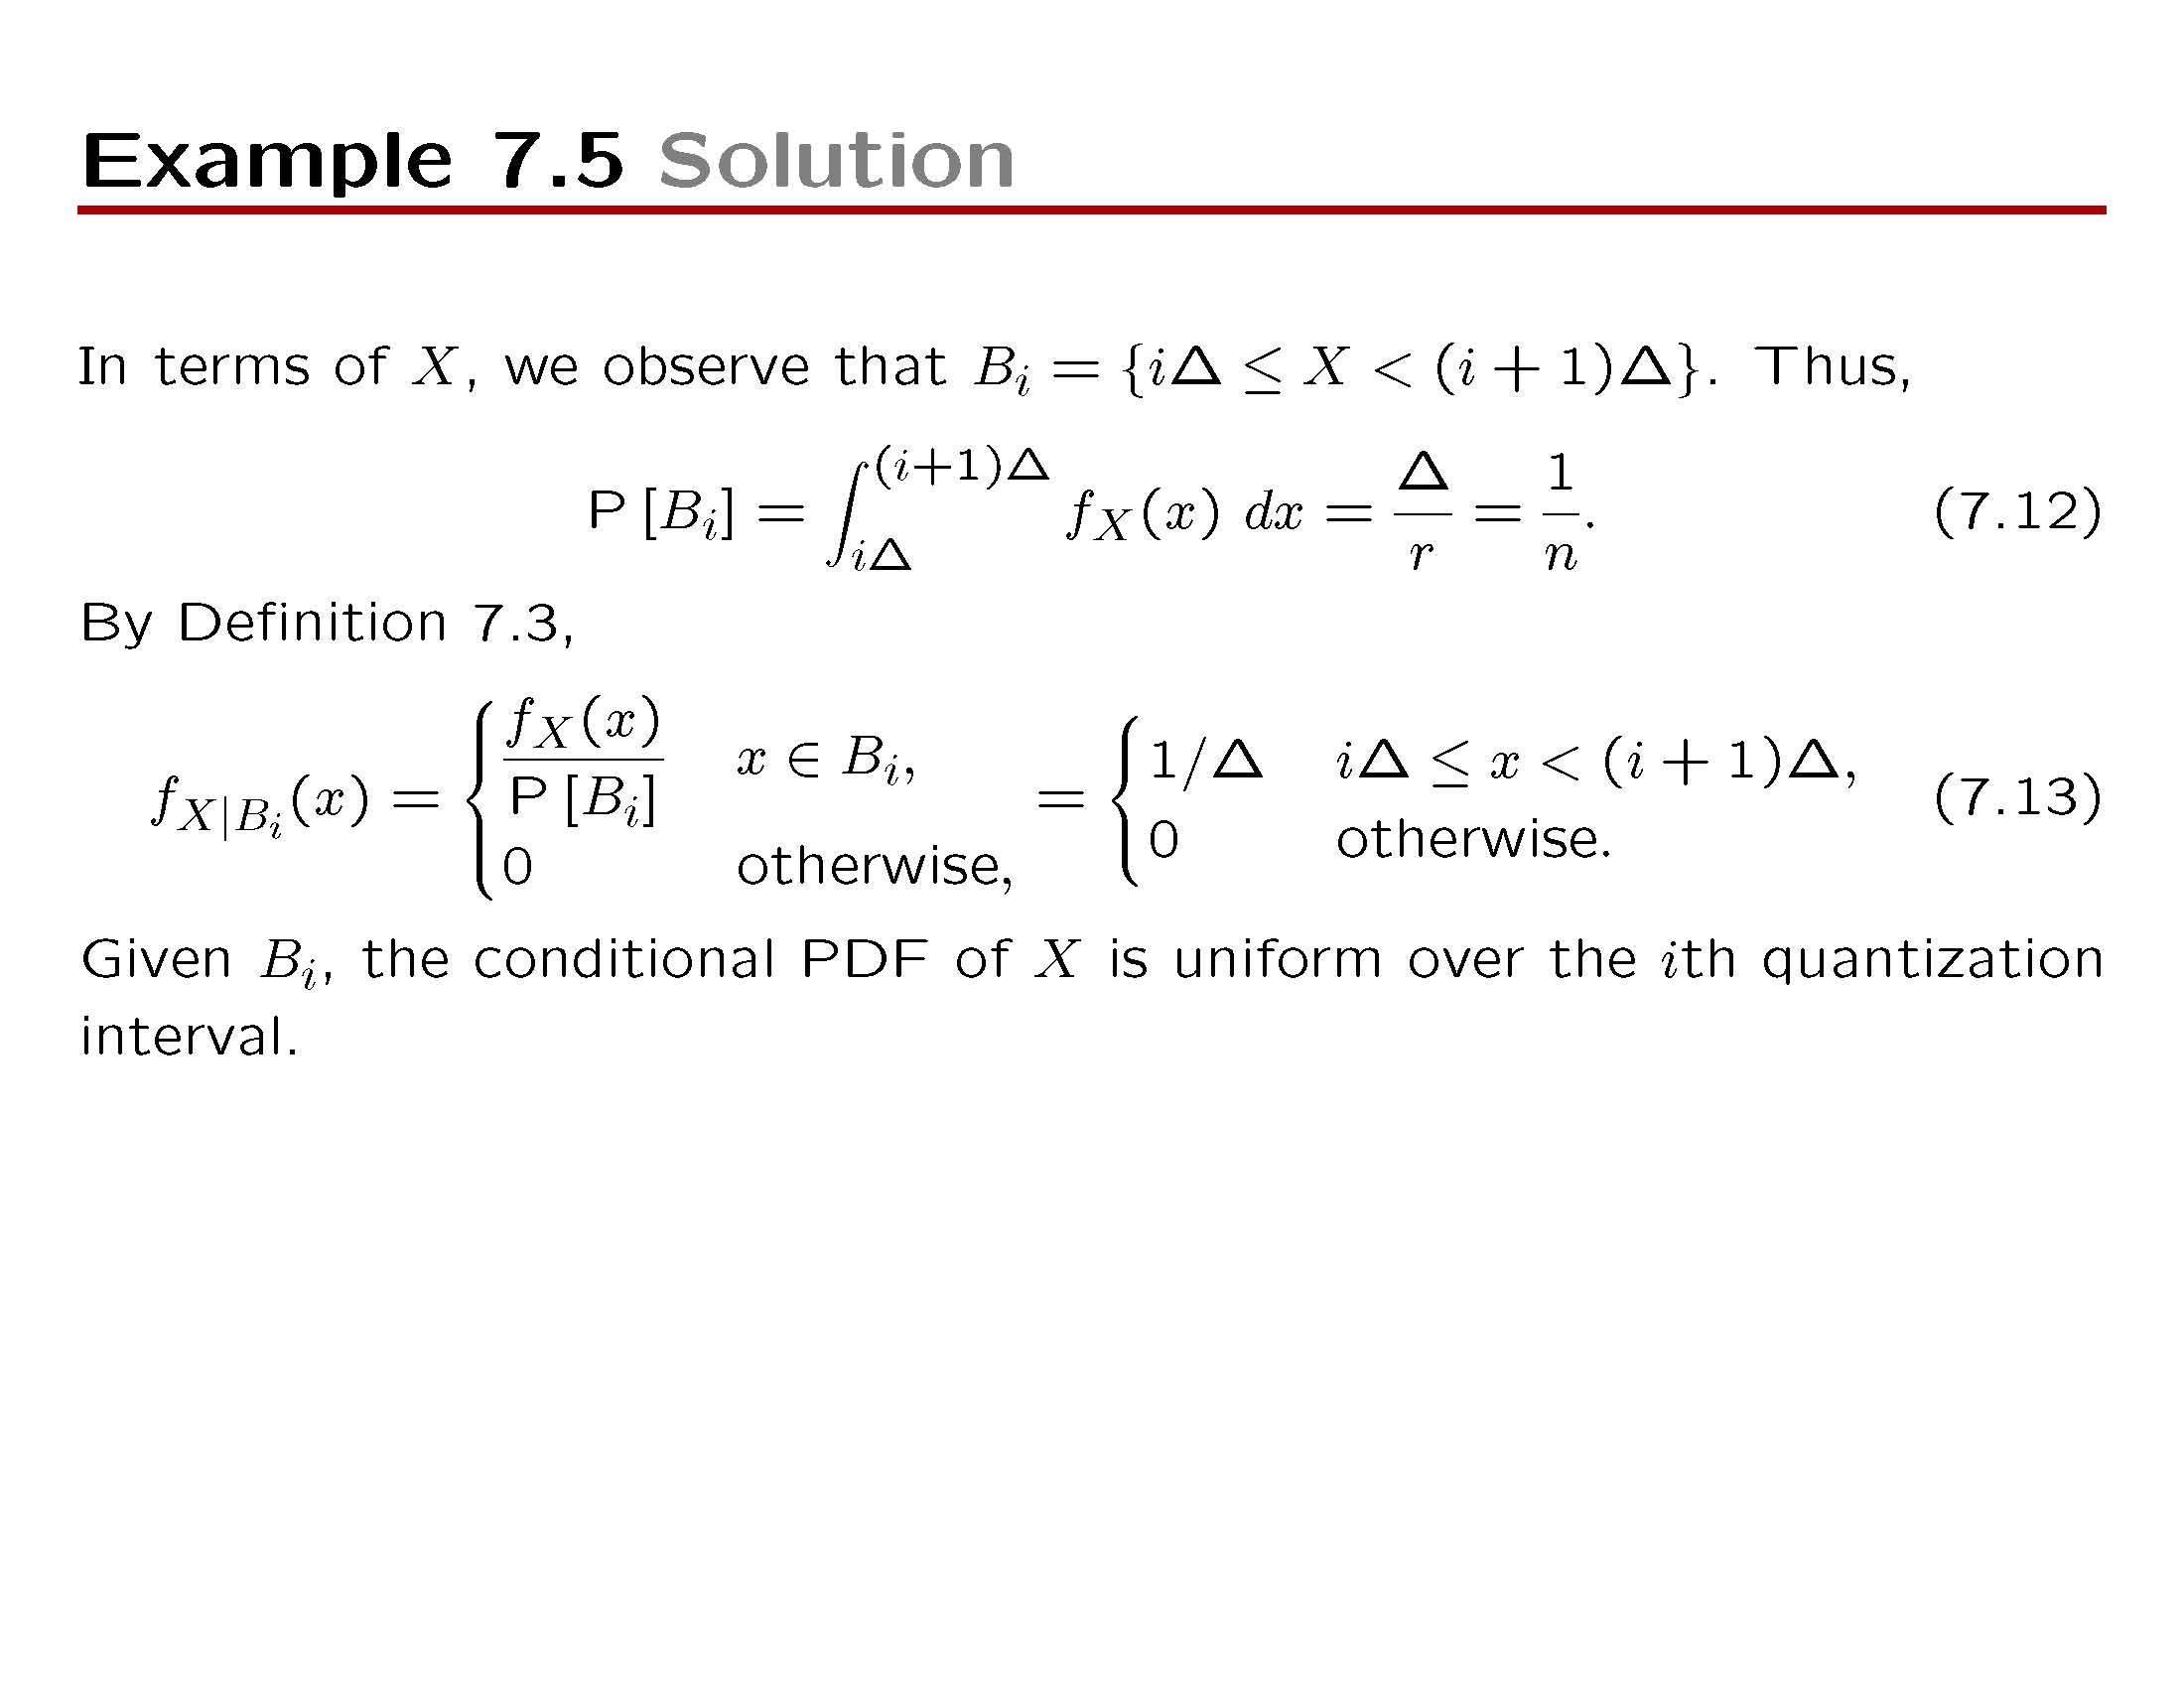 Example 7.5 Solution
In terms of X, we observe that B_i = {iΔ ≤ X < (i + 1)Δ}. Thus,
P [B_i] = ∫_{iΔ}^{(i+1)Δ} f_X(x) dx = Δ/r = 1/n. (7.12)
By Definition 7.3,
f_{X|B_i}(x) = { f_X(x)/P [B_i] x ∈ B_i, 0 otherwise, = { 1/Δ iΔ ≤ x < (i + 1)Δ, 0 otherwise. (7.13)
Given B_i, the conditional PDF of X is uniform over the ith quantization
interval.